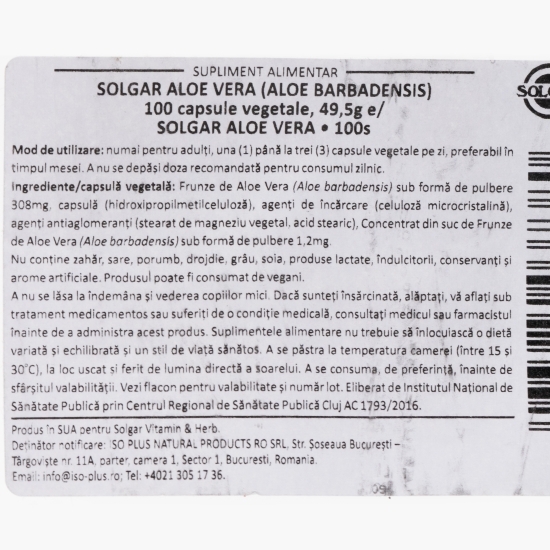 SUPLIMENT ALIMENTAR
SOLGAR ALOE VERA (ALOE BARBADENSIS)
100 capsule vegetale, 49,5g e/
SOLGAR ALOE VERA • 100s
Mod de utilizare: numai pentru adulți, una (1) până la trei (3) capsule vegetale pe zi, preferabil în
timpul mesei. A nu se depăși doza recomandată pentru consumul zilnic.
Ingrediente/capsulă vegetală: Frunze de Aloe Vera (Aloe barbadensis) sub formă de pulbere
308mg, capsulă (hidroxipropilmetilceluloză), agenți de încărcare (celuloză microcristalină),
agenți antiaglomeranți (stearat de magneziu vegetal, acid stearic), Concentrat din suc de Frunze
de Aloe Vera (Aloe barbadensis) sub formă de pulbere 1,2mg.
Nu conține zahăr, sare, porumb, drojdie, grâu, soia, produse lactate, îndulcitorii, conservanți și
arome artificiale. Produsul poate fi consumat de vegani.
A nu se lăsa la îndemâna și vederea copiilor mici. Dacă sunteți însărcinată, alăptați, vă aflați sub
tratament medicamentos sau suferiți de o condiție medicală, consultați medicul sau farmacistul
înainte de a administra acest produs. Suplimentele alimentare nu trebuie să înlocuiască o dietă
variată și echilibrată și un stil de viață sănătos. A se păstra la temperatura camerei (între 15 și
30°C), la loc uscat și ferit de lumina directă a soarelui. A se consuma, de preferință, înainte de
sfârșitul valabilității. Vezi flacon pentru valabilitate și număr lot. Eliberat de Institutul Național de
Sănătate Publică prin Centrul Regional de Sănătate Publică Cluj AC 1793/2016.
Produs în SUA pentru Solgar Vitamin & Herb.
Deținător notificare: ISO PLUS NATURAL PRODUCTS RO SRL, Str. Șoseaua București –
Târgoviște nr. 11A, parter, camera 1, Sector 1, Bucuresti, Romania.
Email: info@iso-plus.ro; Tel: +4021 305 17 36.